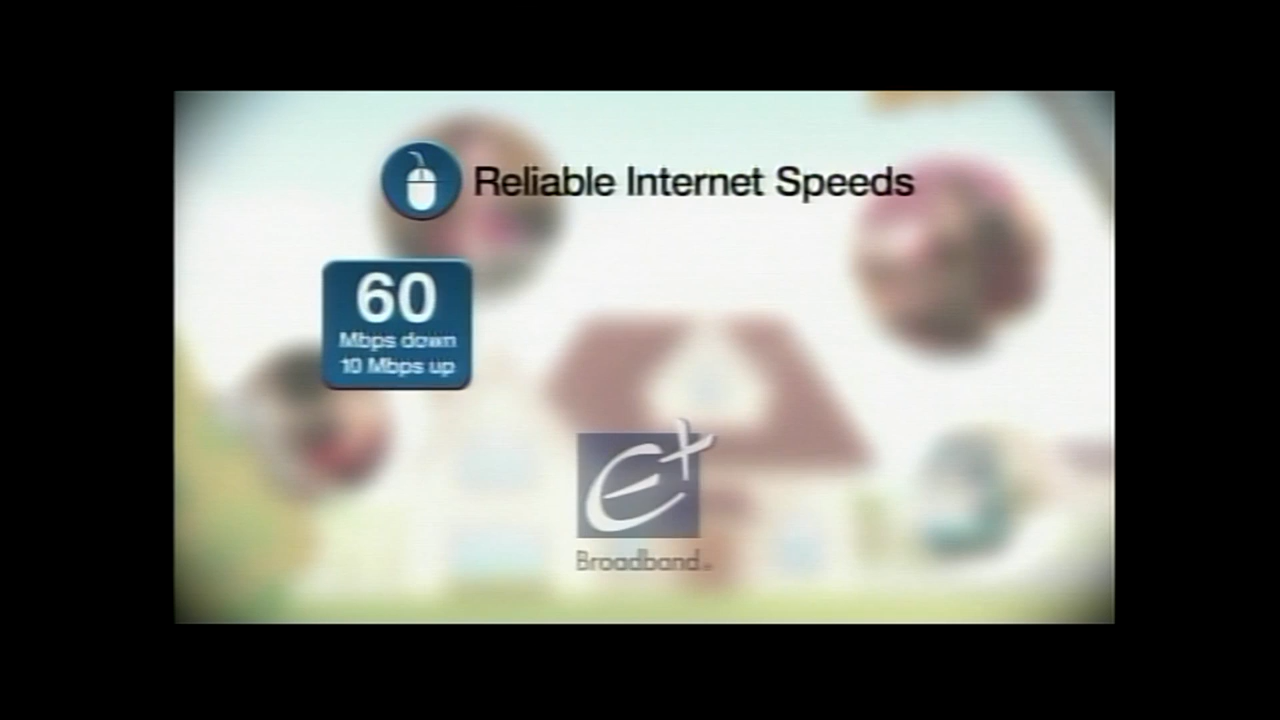 Reliable Internet Speeds
60
Mbps down
10 Mbps up
E+
Broadband